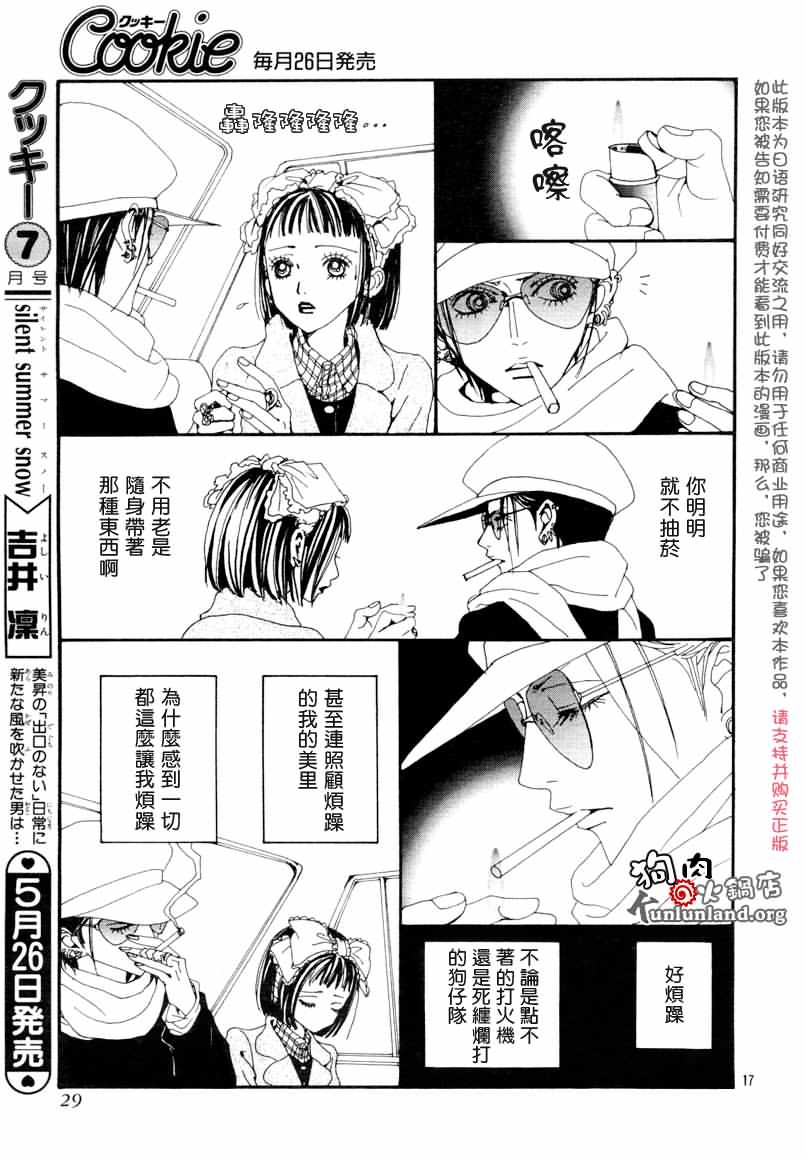 クッキー
Cookie
毎月26日発売
喀
嚓
轟隆隆隆隆...
你明明
就不抽菸
不用老是
隨身帶著
那種東西啊
甚至連照顧煩躁
的我的美里
為什麼感到一切
都這麼讓我煩躁
好煩躁
不論是點不
著的打火機
還是死纏爛打
的狗仔隊
狗肉
火鍋店
Kunlunland.org
17
29
クッキー
7
月号
silent summer snow
サイレント サマー スノー
吉井凜
よしい りん
美昇の「出口のない」日常に
新たな風を吹かせた男は…
5月26日発売
此版本为日语研究同好交流之用，请勿用于任何商业用途，如果您喜欢本作品，请支持并购买正版
如果您被告知需要付费才能看到此版本的漫画，那么，您被骗了